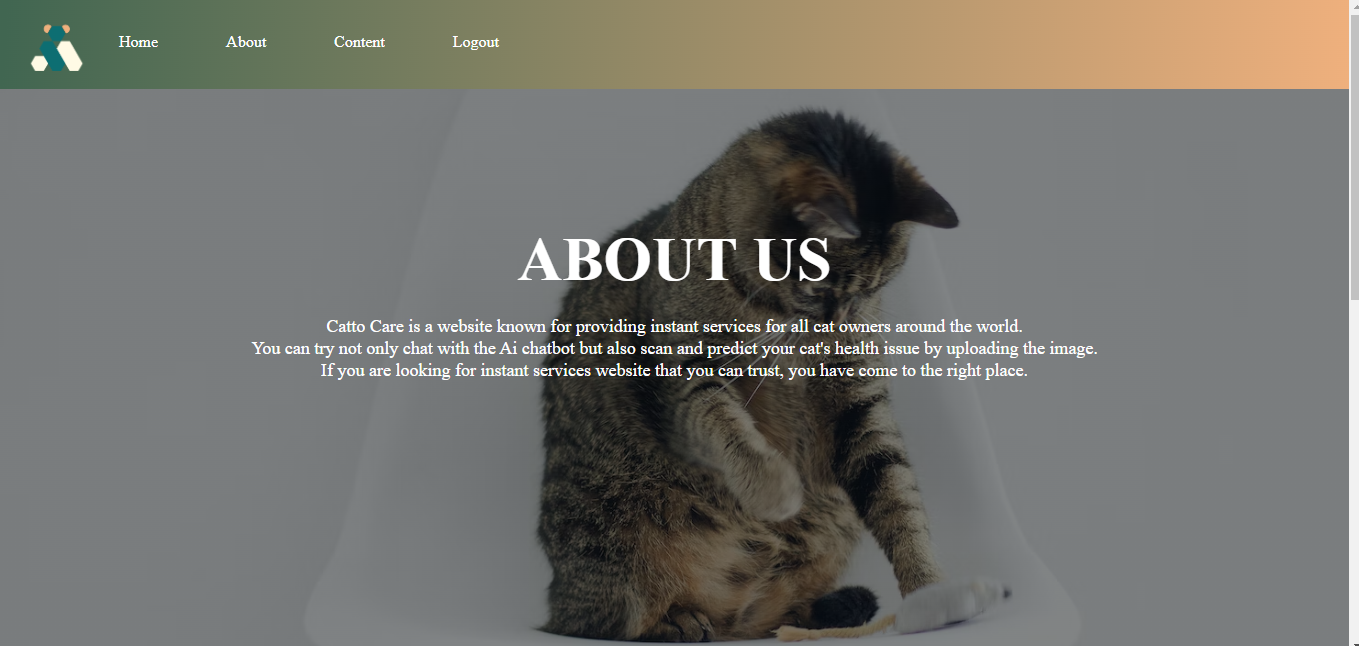 Home About Content Logout
ABOUT US
Catto Care is a website known for providing instant services for all cat owners around the world.
You can try not only chat with the Ai chatbot but also scan and predict your cat's health issue by uploading the image.
If you are looking for instant services website that you can trust, you have come to the right place.